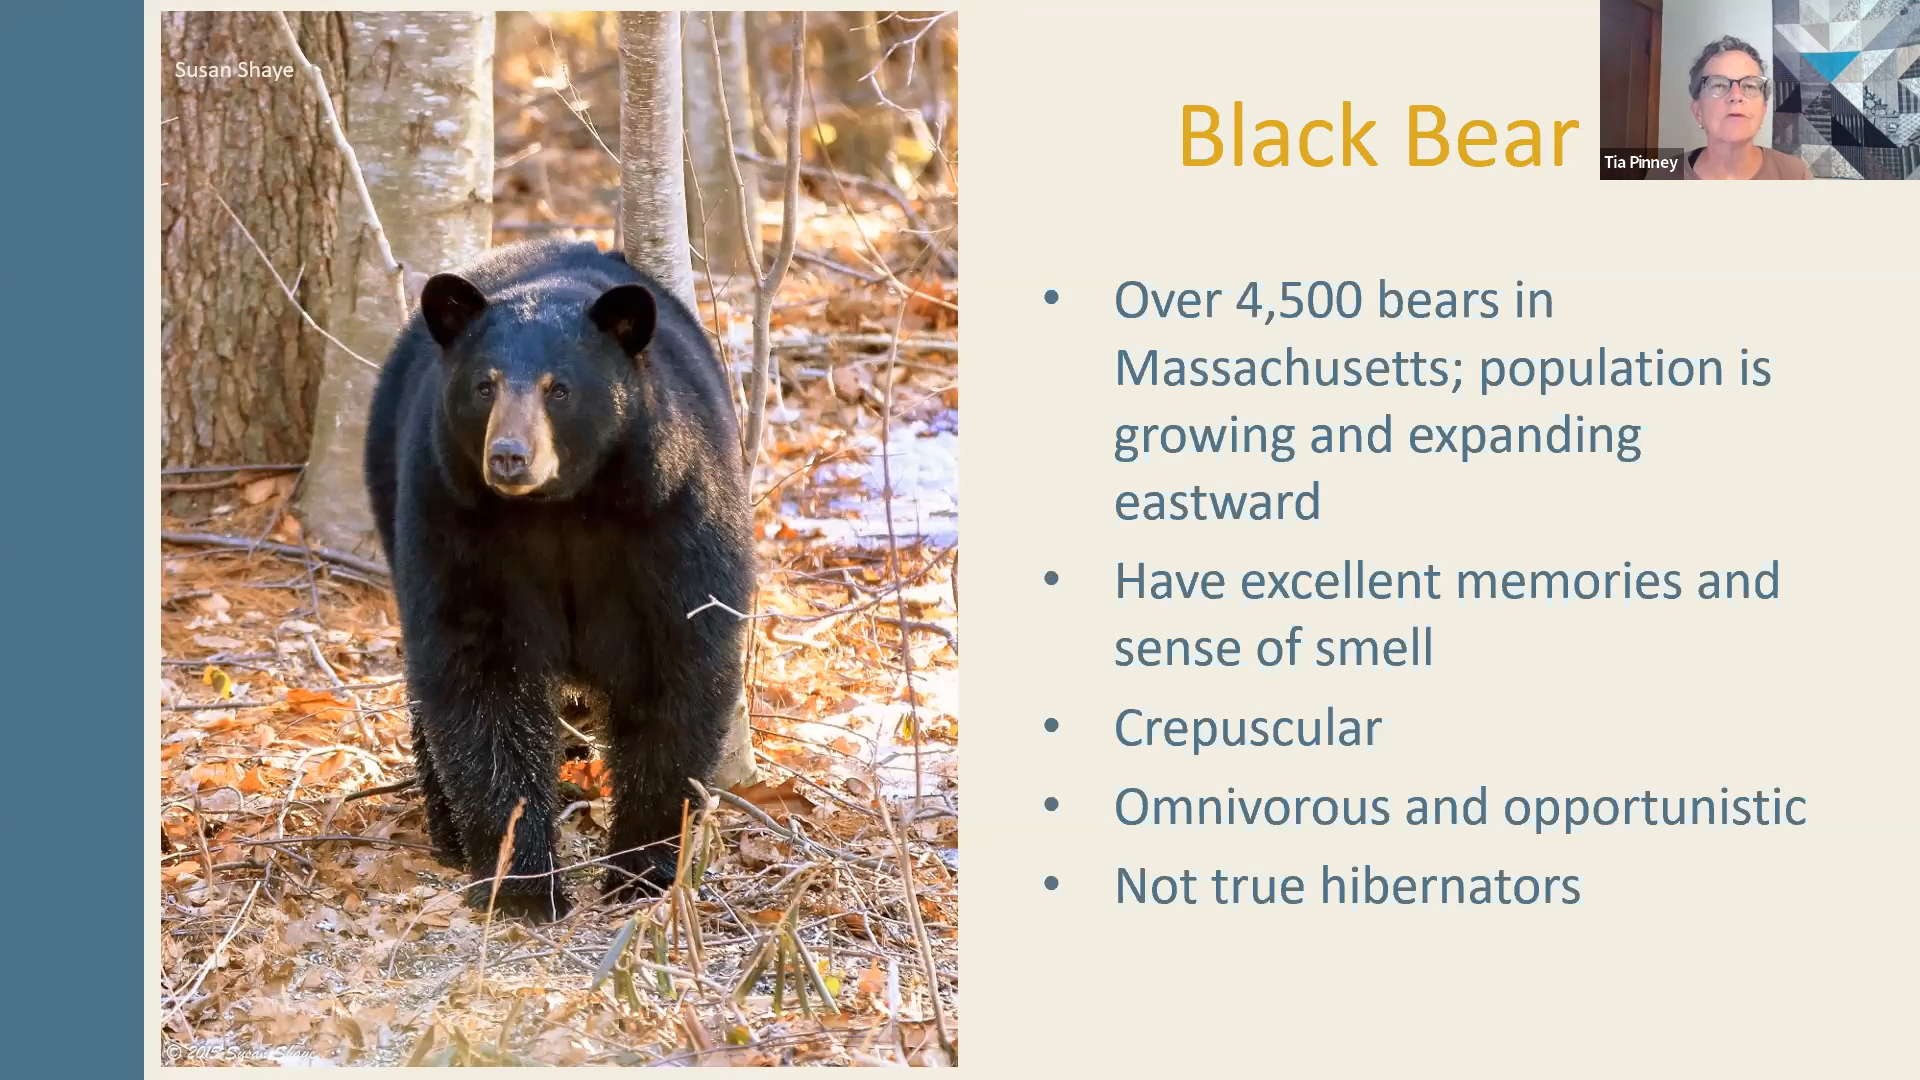 Susan Shaye
Black Bear
Tia Pinney
• Over 4,500 bears in
Massachusetts; population is
growing and expanding
eastward
• Have excellent memories and
sense of smell
• Crepuscular
• Omnivorous and opportunistic
• Not true hibernators
© 2015 Susan Shaye